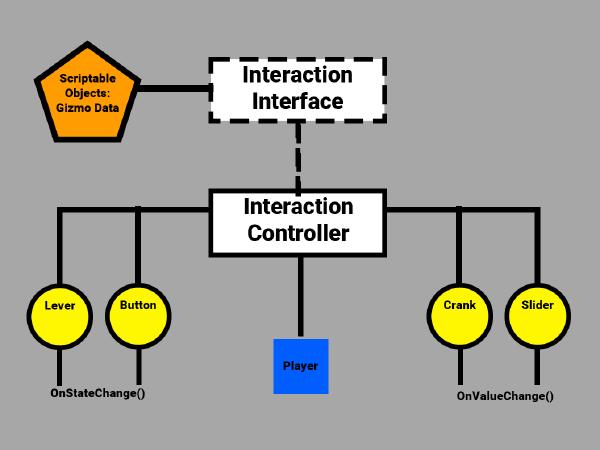 Scriptable
Objects:
Gizmo Data
Interaction
Interface
Interaction
Controller
Lever
Button
Crank
Slider
Player
OnStateChange()
OnValueChange()